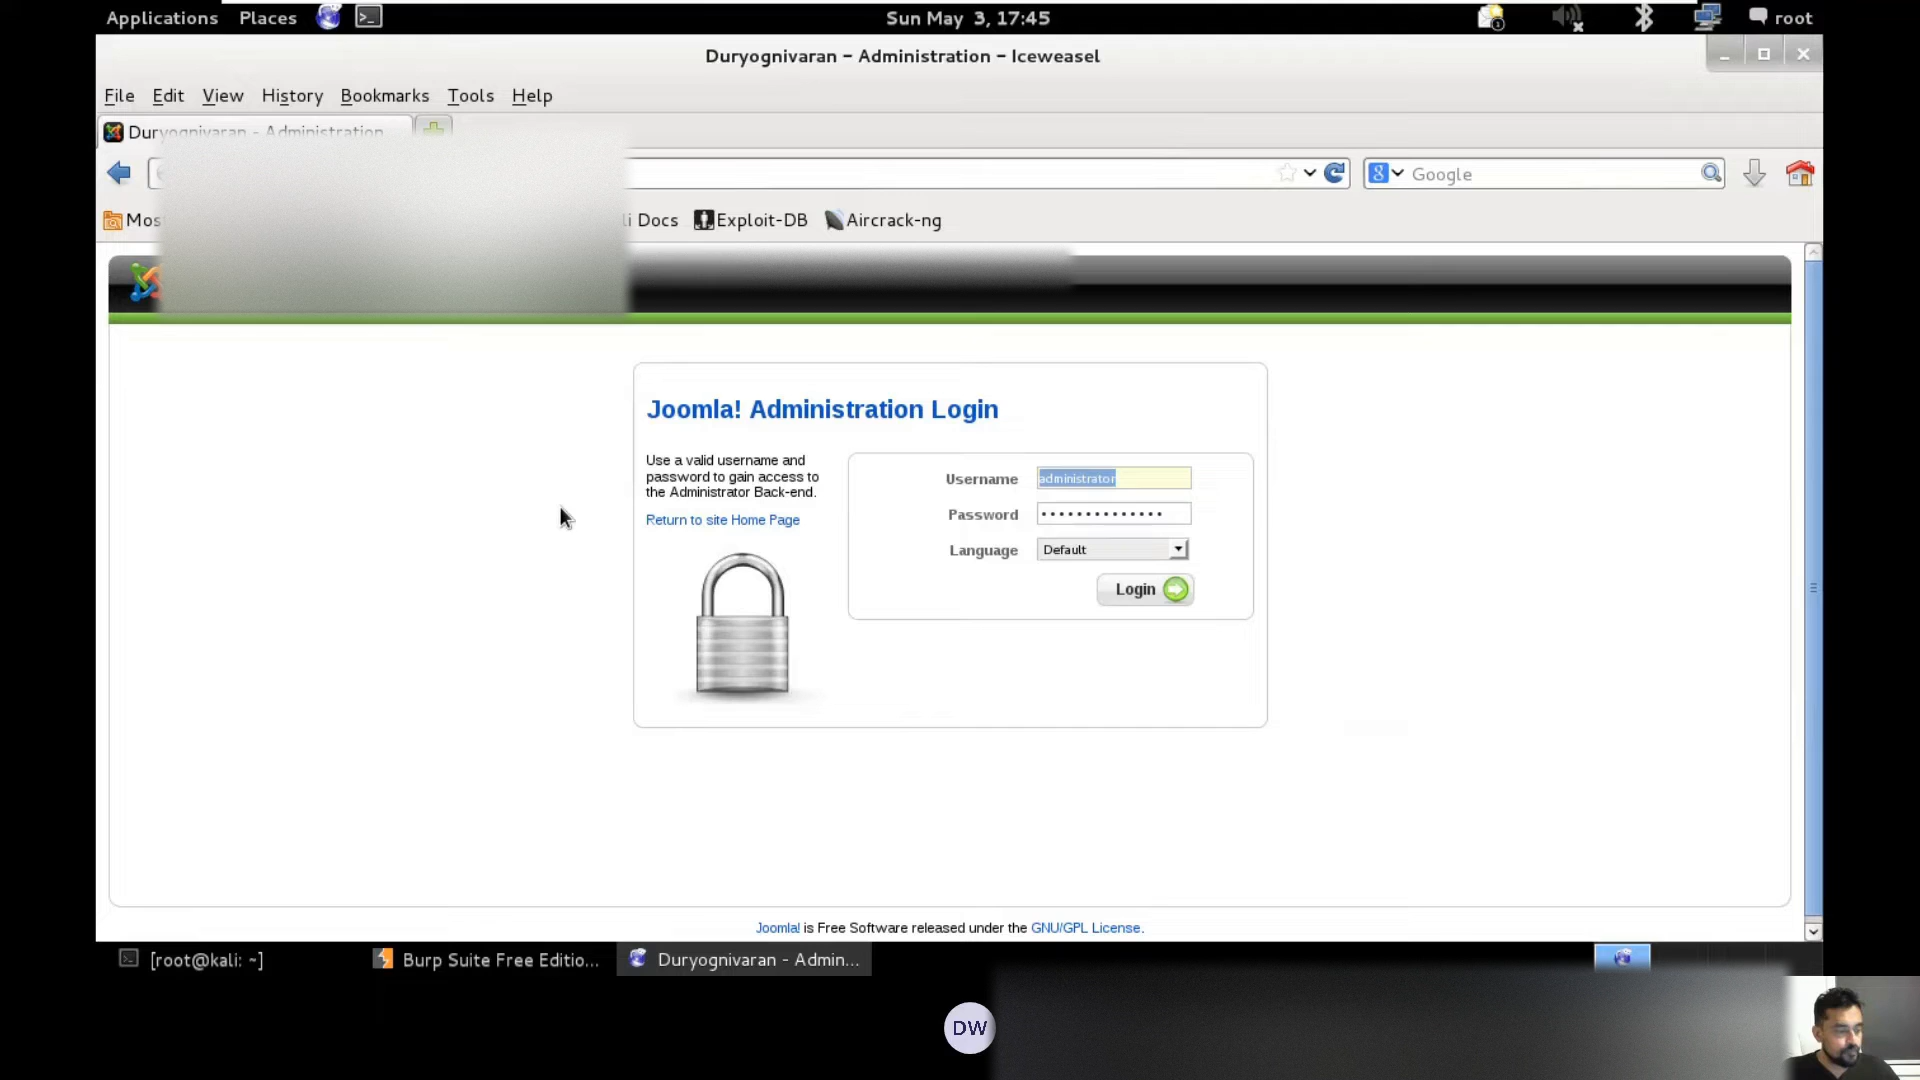 Applications Places Sun May 3, 17:45 root
Duryognivaran - Administration - Iceweasel
File Edit View History Bookmarks Tools Help
Duryognivaran - Administration
Google
Docs Exploit-DB Aircrack-ng
Joomla! Administration Login
Use a valid username and
password to gain access to
the Administrator Back-end.
Return to site Home Page
Username administrator
Password ••••••••••••••
Language Default
Login
Joomla! is Free Software released under the GNU/GPL License.
[root@kali: ~] Burp Suite Free Editio... Duryognivaran - Admin...
DW